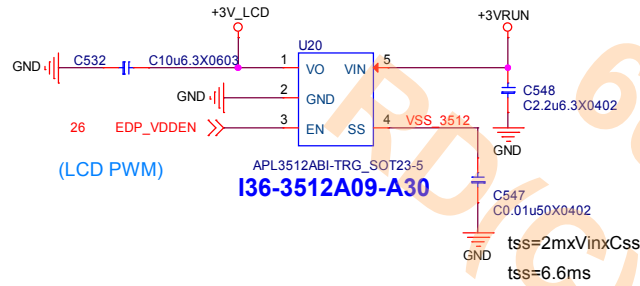 +3V_LCD
+3VRUN
U20
GND
C532
C10u6.3X0603
1
VO
VIN
5
GND
2
GND
C548
C2.2u6.3X0402
26
EDP_VDDEN
3
EN
SS
4
VSS_3512
GND
(LCD PWM)
APL3512ABI-TRG_SOT23-5
I36-3512A09-A30
C547
C0.01u50X0402
GND
tss=2mxVinxCss
tss=6.6ms